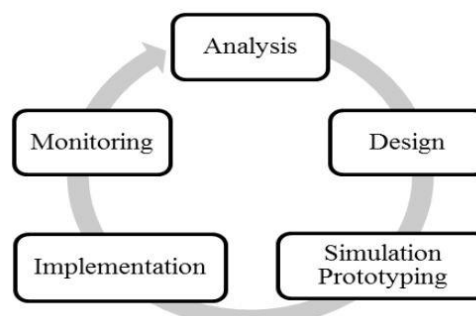 Analysis
Design
Simulation
Prototyping
Implementation
Monitoring